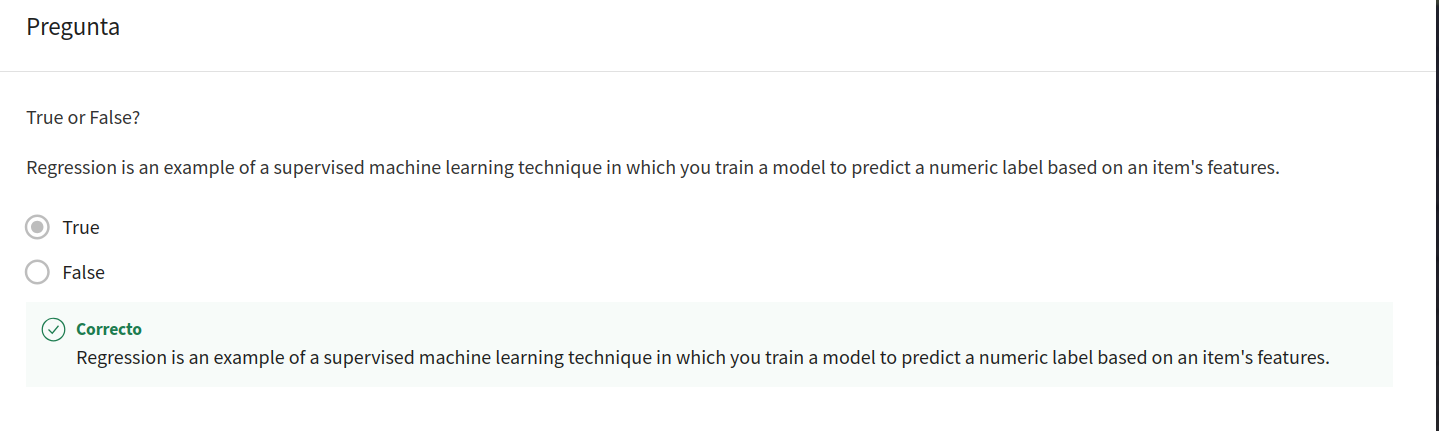 Pregunta
True or False?
Regression is an example of a supervised machine learning technique in which you train a model to predict a numeric label based on an item's features.
True
False
Correcto
Regression is an example of a supervised machine learning technique in which you train a model to predict a numeric label based on an item's features.